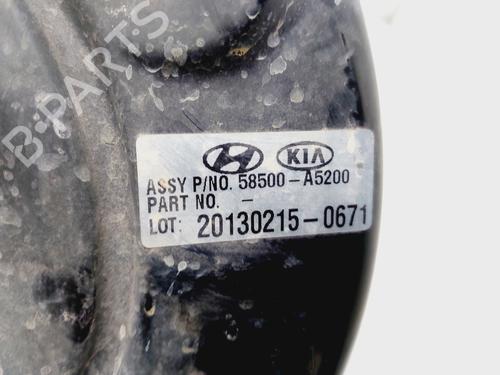 B-PARTS
KIA
ASSY P/NO. 58500-A5200
PART NO. -
LOT: 20130215-0671